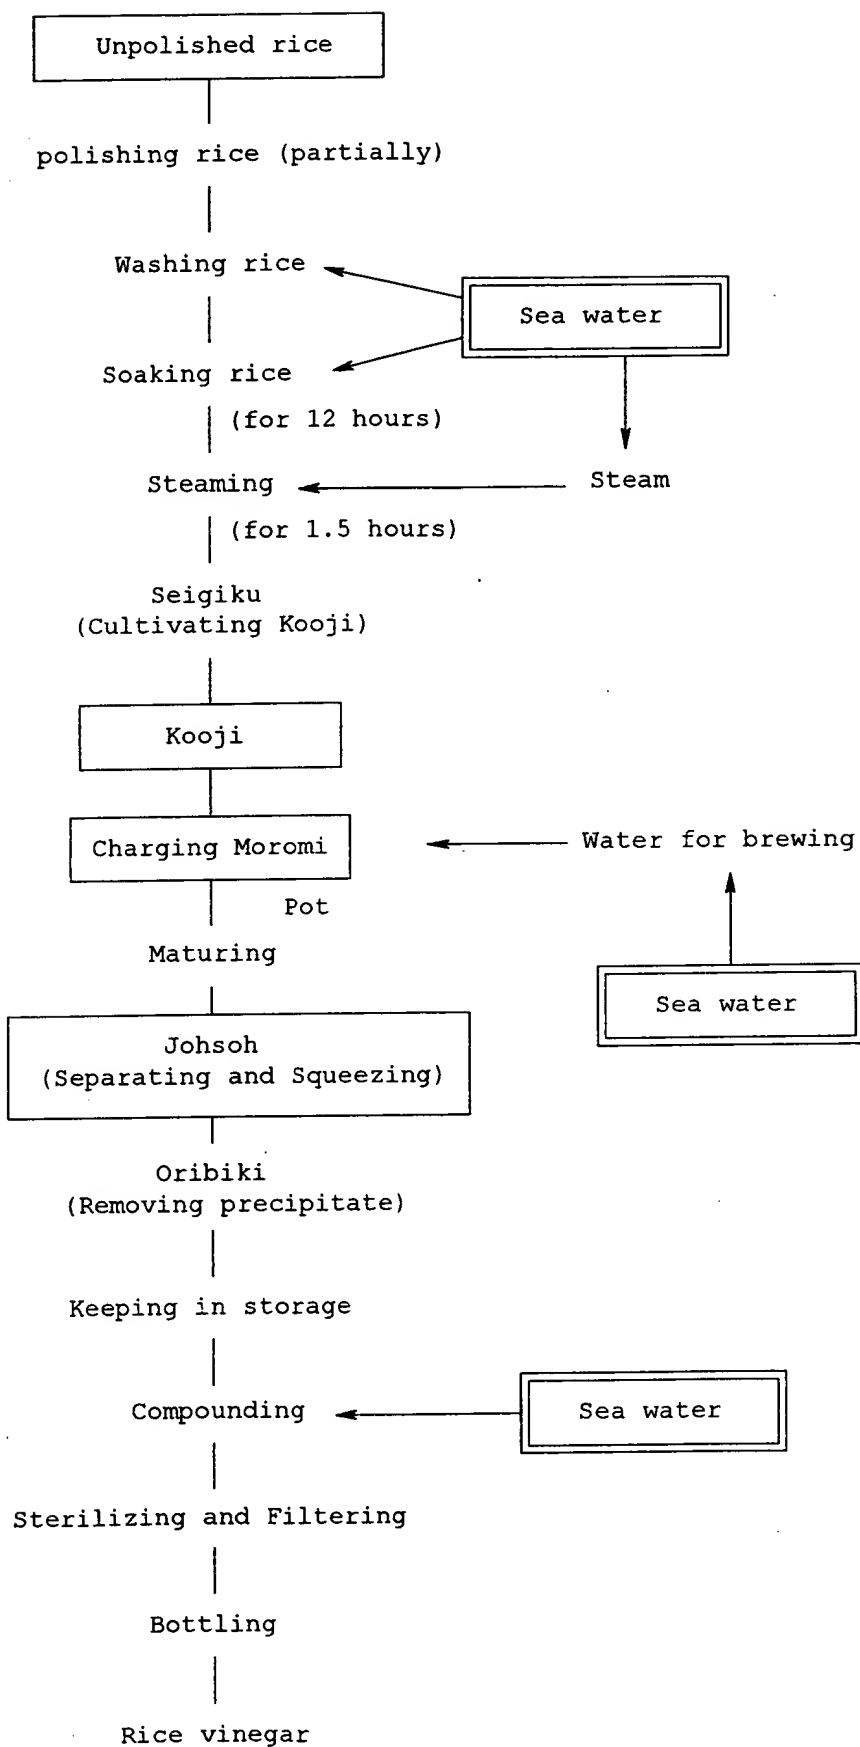 Unpolished rice
polishing rice (partially)
Washing rice
Sea water
Soaking rice
(for 12 hours)
Steaming
Steam
(for 1.5 hours)
Seigiku
(Cultivating Kooji)
Kooji
Charging Moromi
Water for brewing
Pot
Maturing
Sea water
Johsoh
(Separating and Squeezing)
Oribiki
(Removing precipitate)
Keeping in storage
Compounding
Sea water
Sterilizing and Filtering
Bottling
Rice vinegar